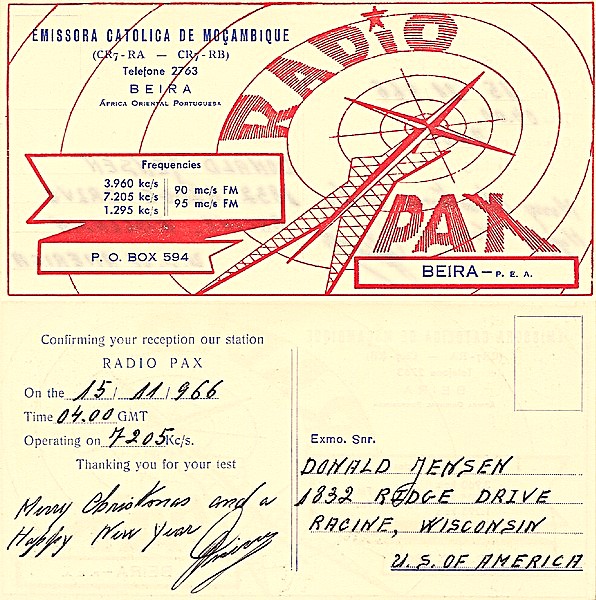 EMISSORA CATOLICA DE MOÇAMBIQUE
(CR7-RA — CR7-RB)
Telefone 2763
BEIRA
ÁFRICA ORIENTAL PORTUGUESA
RADIO
Frequencies
3.960 kc/s
7.205 kc/s
1.295 kc/s
90 mc/s FM
95 mc/s FM
P. O. BOX 594
PAX
BEIRA — P. E. A.
Confirming your reception our station
RADIO PAX
On the 15 / 11 / 966
Time 04.00 GMT
Operating on 7205 Kc/s.
Thanking you for your test
Merry Christmas and a
Happy New Year
Exmo. Snr.
DONALD JENSEN
1832 RIDGE DRIVE
RACINE, WISCONSIN
U.S. OF AMERICA